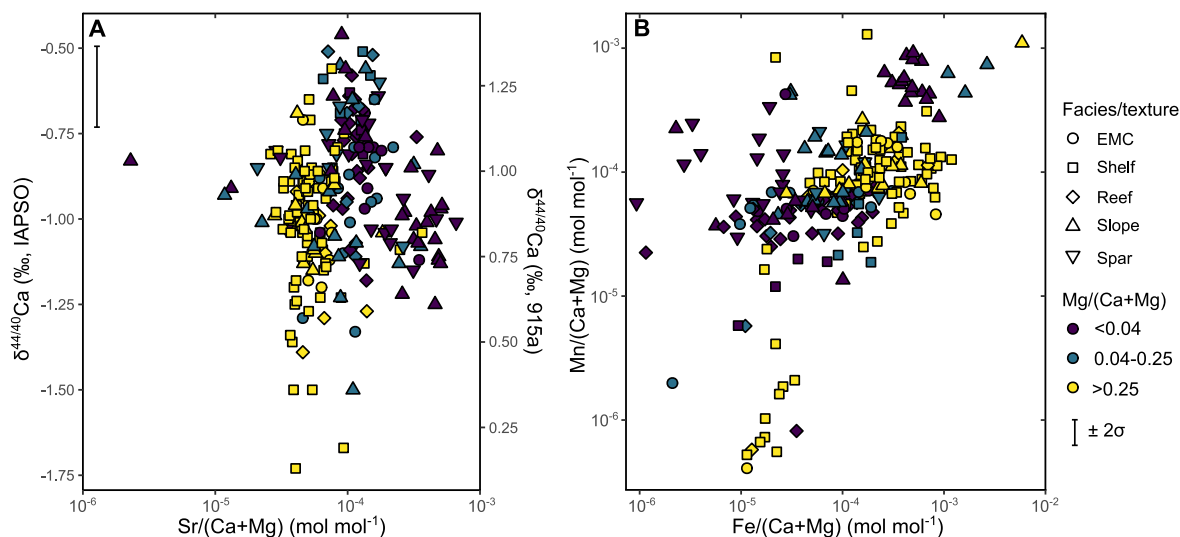 A
B
δ44/40Ca (‰, IAPSO)
-0.50
-0.75
-1.00
-1.25
-1.50
-1.75
10-6
10-5
10-4
10-3
Sr/(Ca+Mg) (mol mol-1)
1.25
1.00
0.75
0.50
0.25
δ44/40Ca (‰, 915a)
Mn/(Ca+Mg) (mol mol-1)
10-3
10-4
10-5
10-6
10-6
10-5
10-4
10-3
10-2
Fe/(Ca+Mg) (mol mol-1)
Facies/texture
EMC
Shelf
Reef
Slope
Spar
Mg/(Ca+Mg)
<0.04
0.04-0.25
>0.25
± 2σ